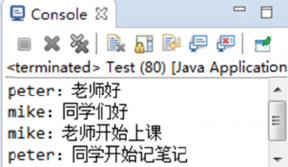 Console
<terminated> Test (80) [Java Application
peter: 老师好
mike: 同学们好
mike: 老师开始上课
peter: 同学开始记笔记